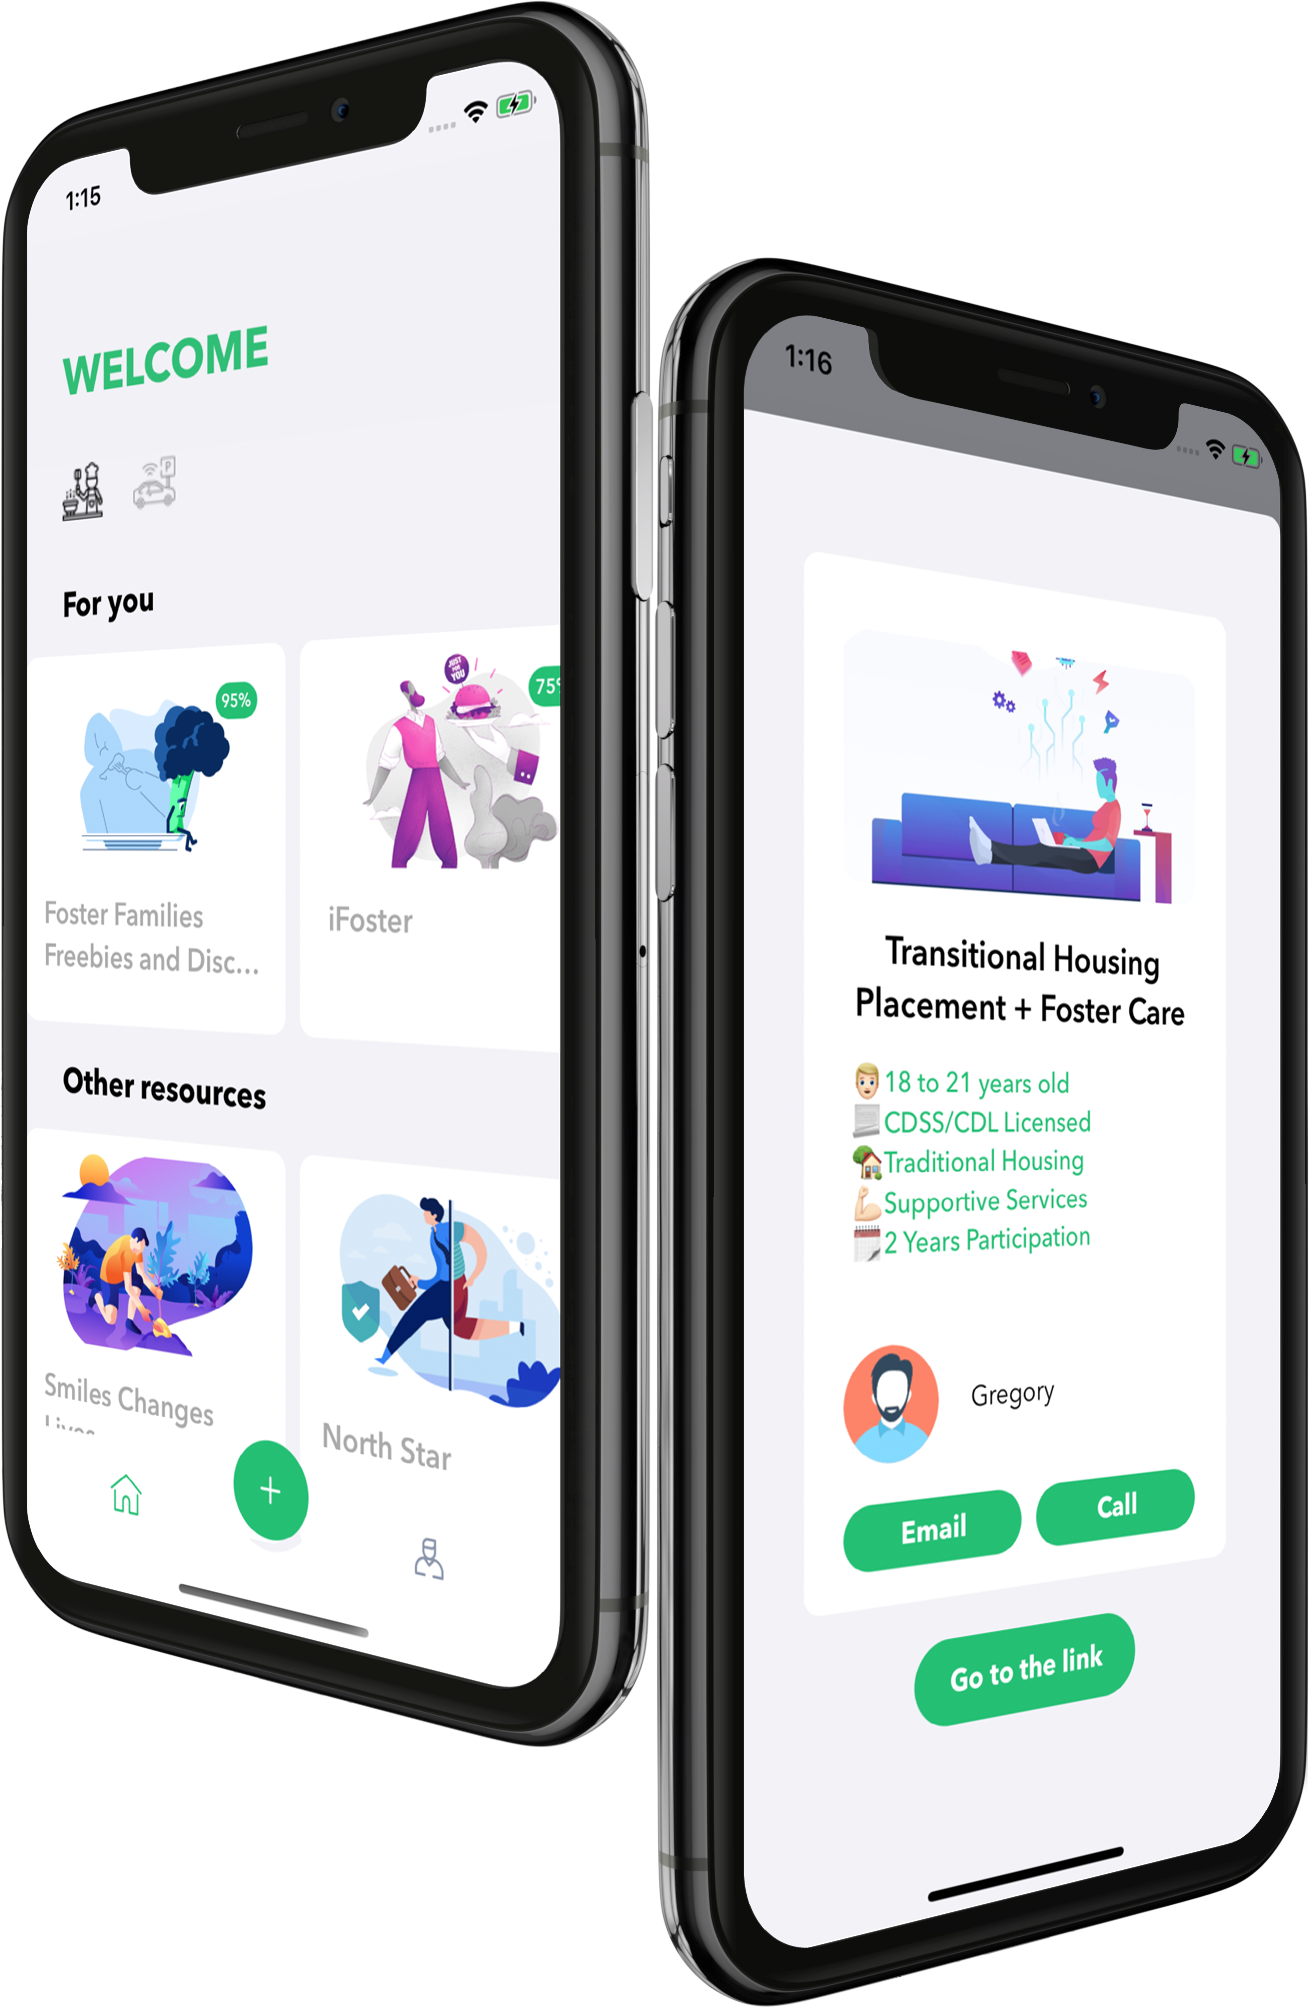 1:15
WELCOME
P
For you
95%
JUST
FOR
YOU
75%
Foster Families
Freebies and Disc...
iFoster
Other resources
Smiles Changes
Lives
North Star
1:16
Transitional Housing
Placement + Foster Care
18 to 21 years old
CDSS/CDL Licensed
Traditional Housing
Supportive Services
2 Years Participation
Gregory
Email
Call
Go to the link